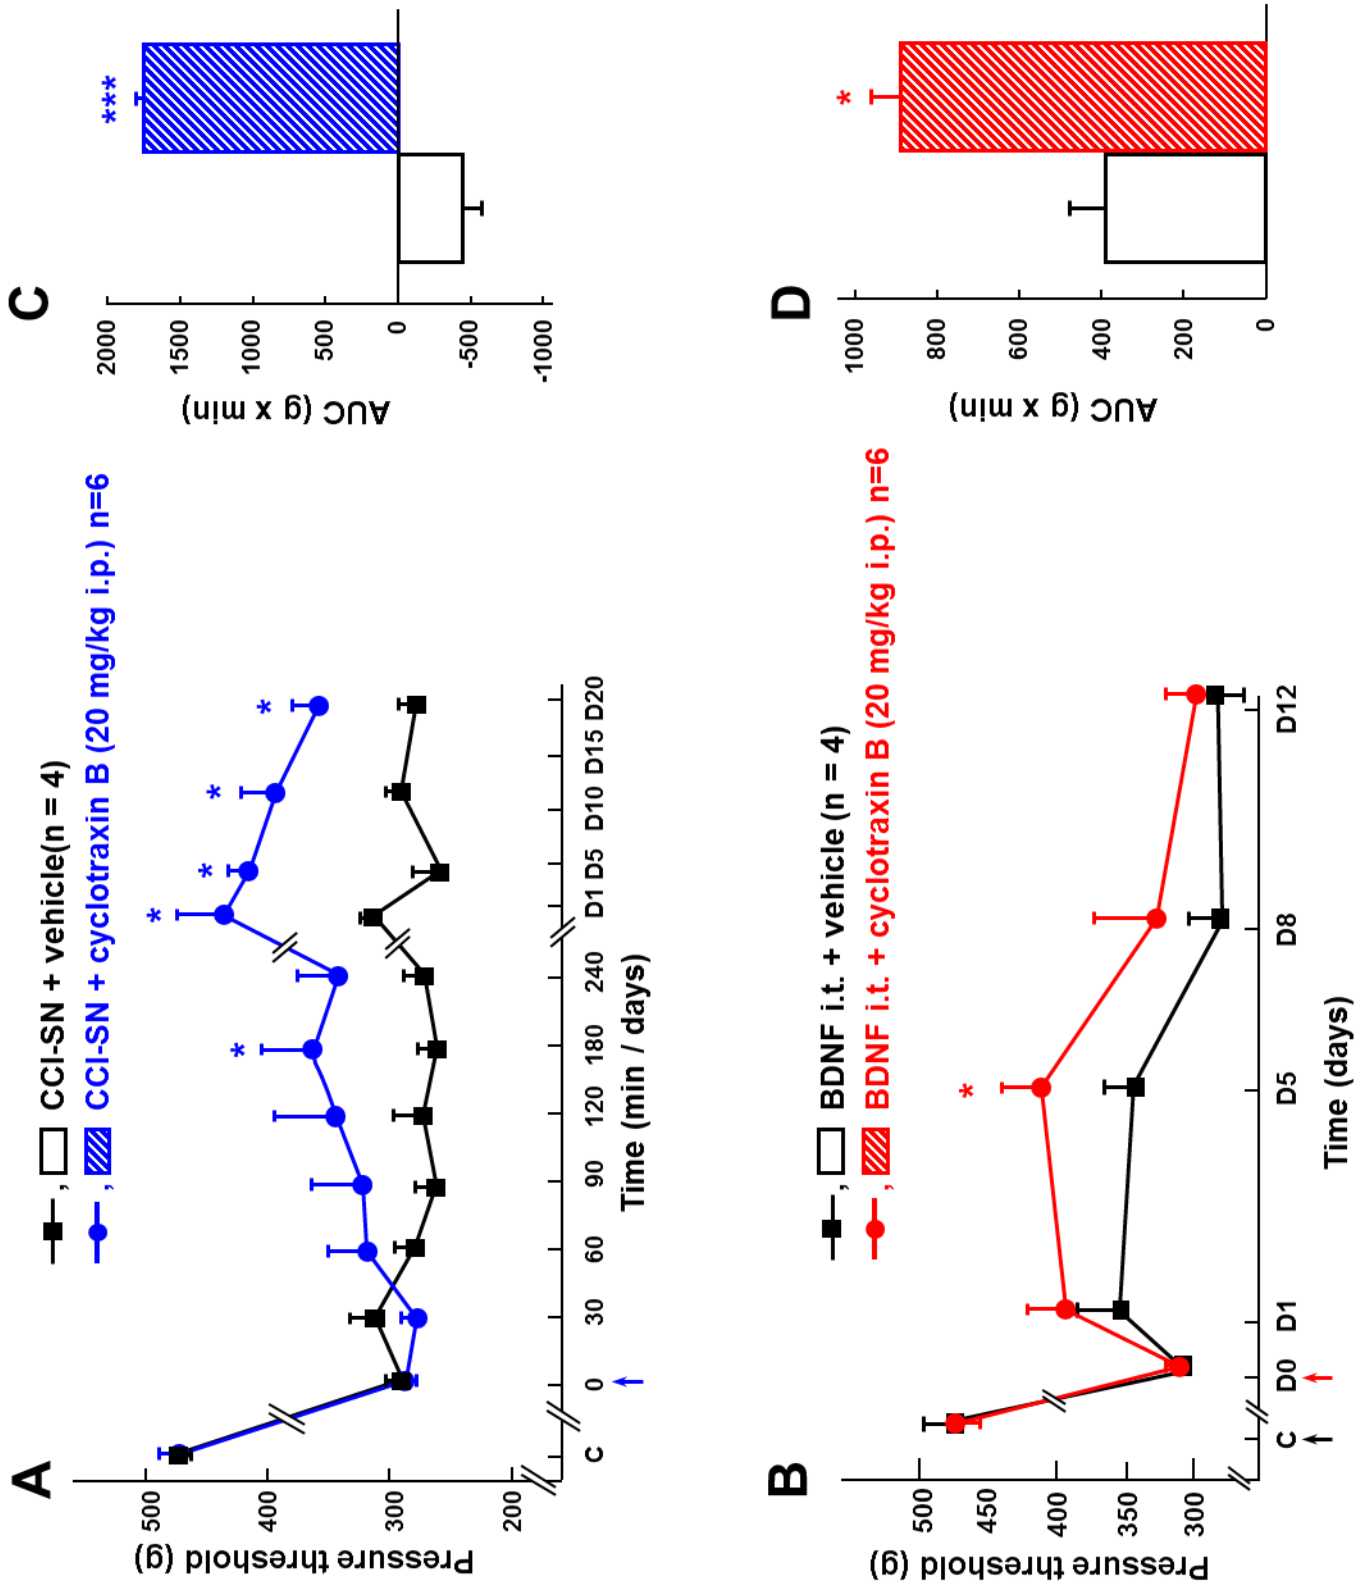 A
CCI-SN + vehicle(n = 4)
CCI-SN + cyclotraxin B (20 mg/kg i.p.) n=6
Pressure threshold (g)
500
400
300
200
*
*
*
*
*
C 0 30 60 90 120 180 240 D1 D5 D10 D15 D20
Time (min / days)
C
AUC (g x min)
2000
1500
1000
500
0
-500
-1000
***
B
BDNF i.t. + vehicle (n = 4)
BDNF i.t. + cyclotraxin B (20 mg/kg i.p.) n=6
Pressure threshold (g)
500
450
400
350
300
*
C D0 D1 D5 D8 D12
Time (days)
D
AUC (g x min)
1000
800
600
400
200
0
*